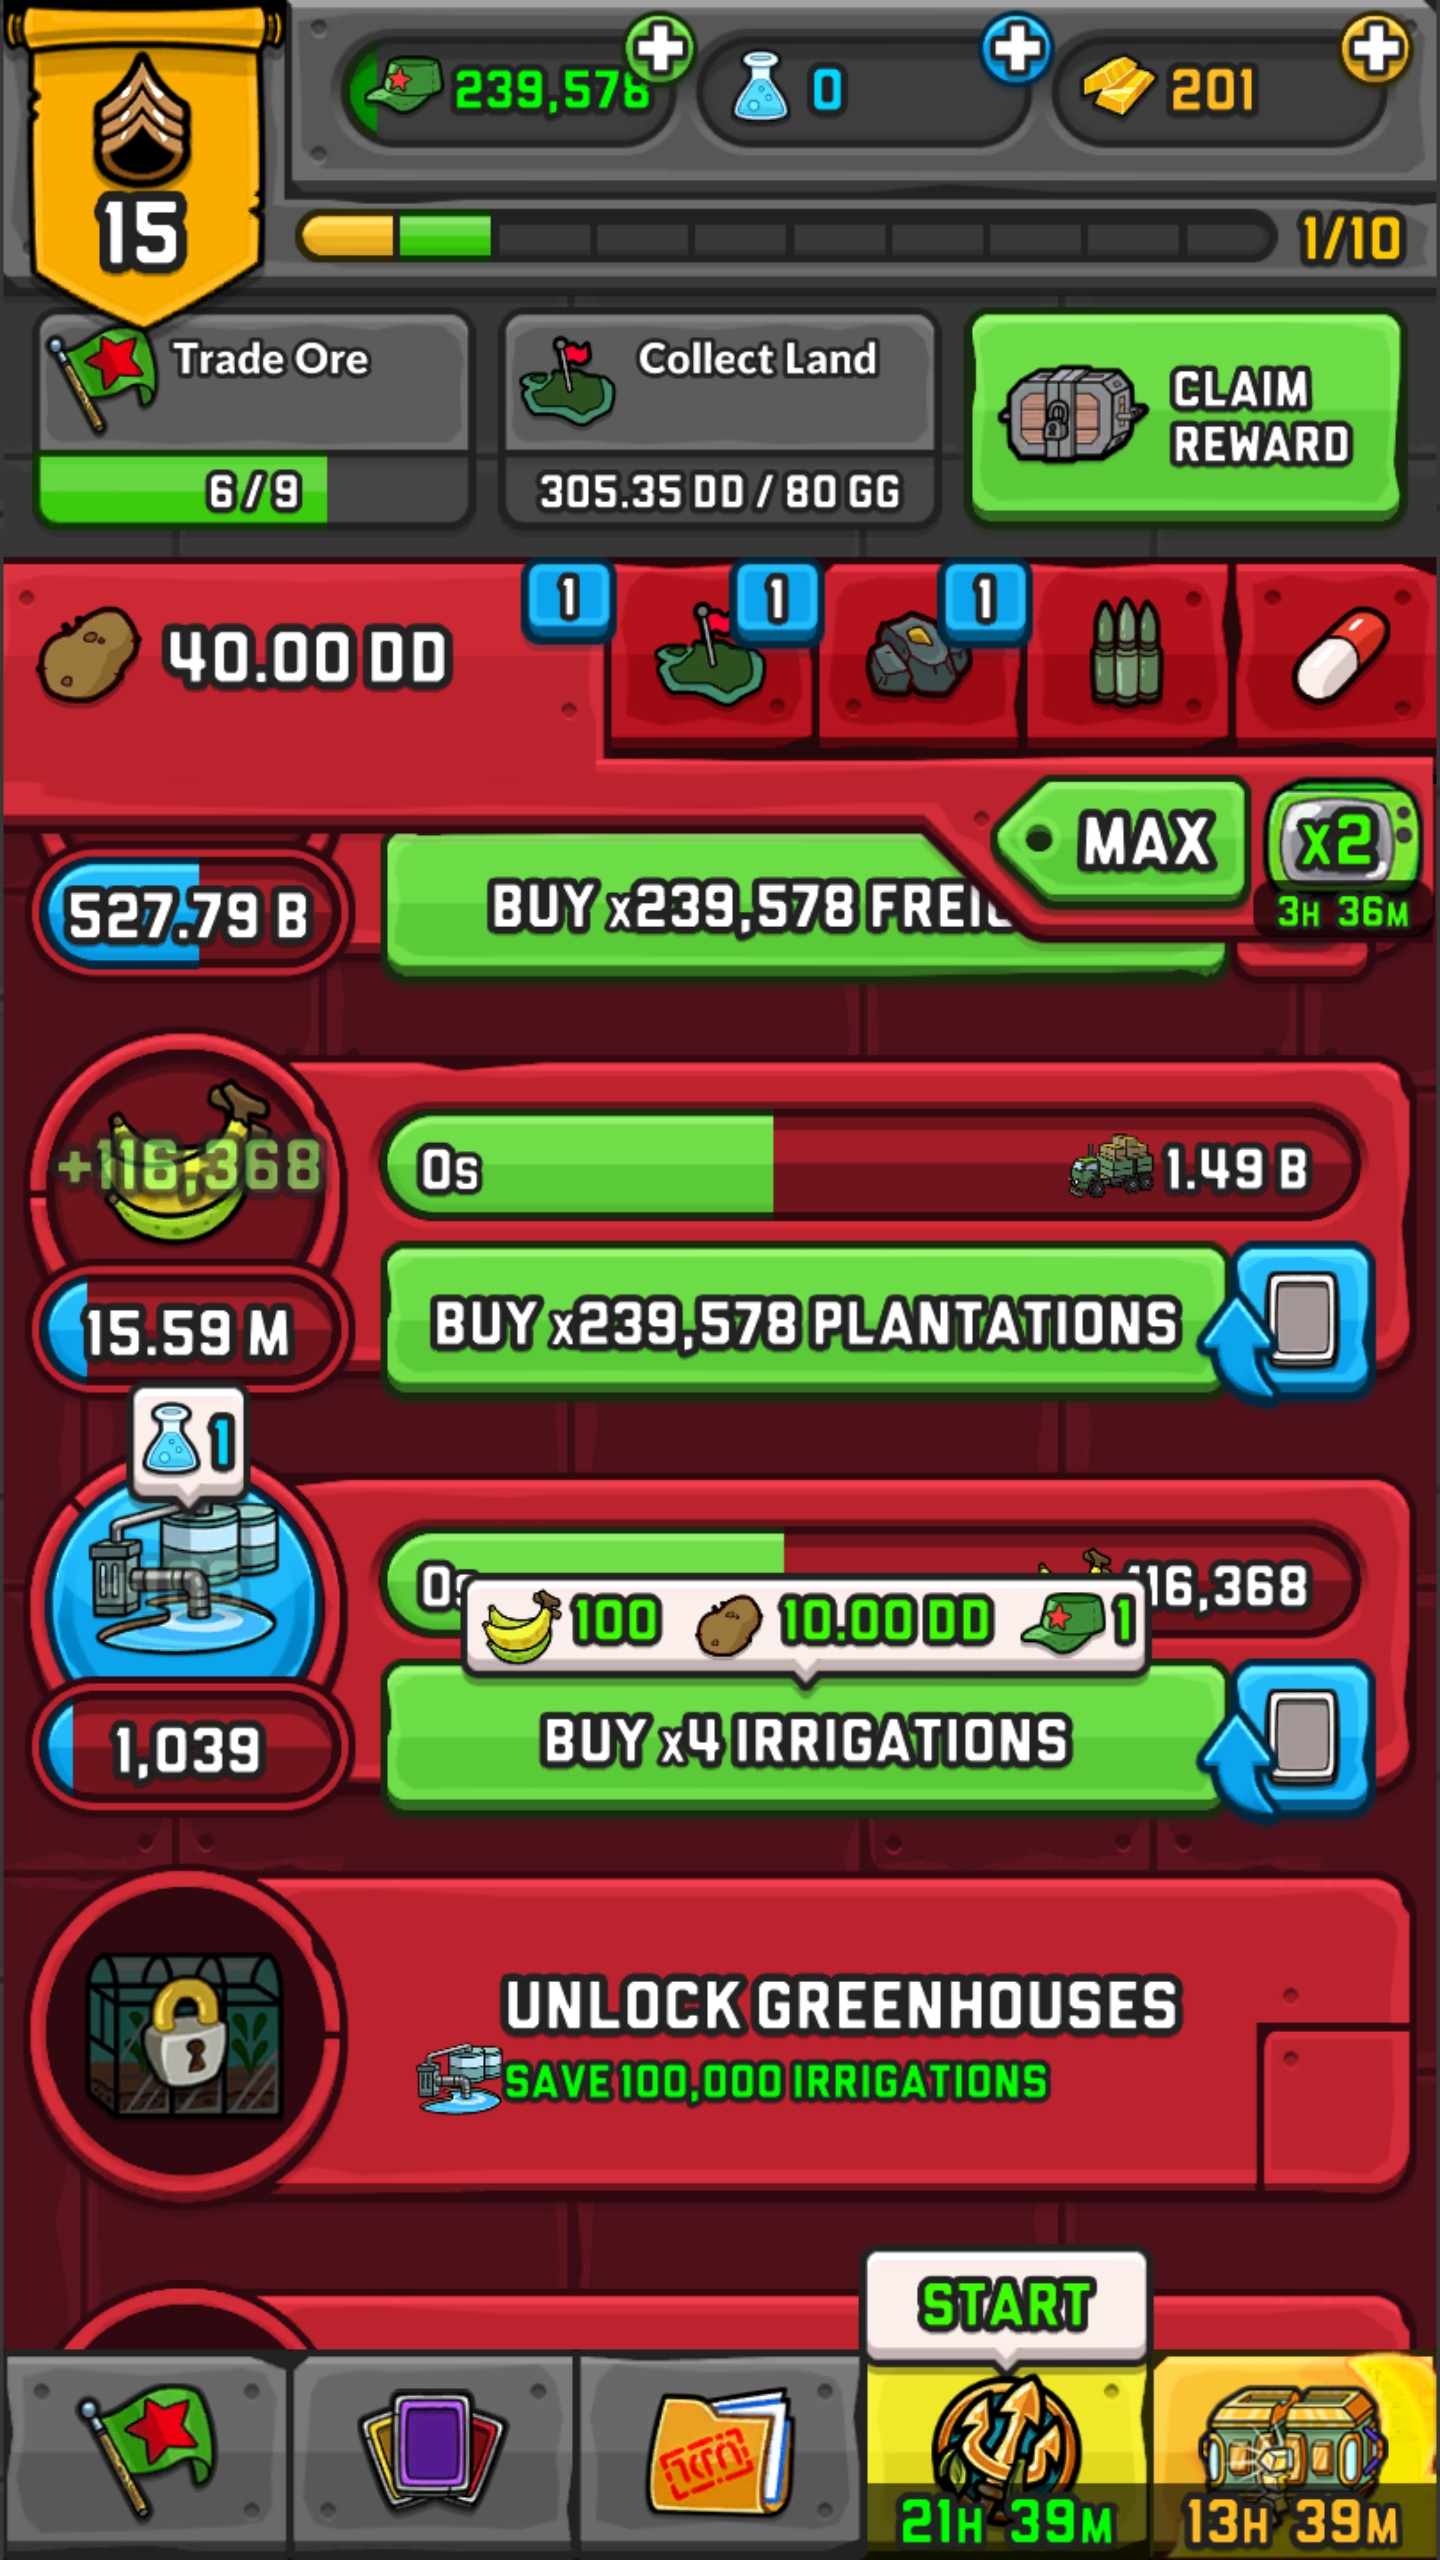 239,578
0
201
15
1/10
Trade Ore
6/9
Collect Land
305.35 DD / 80 GG
CLAIM
REWARD
40.00 DD
1
1
1
MAX
x2
3H 36M
527.79 B
BUY x239,578
+116,368
0s
1.49 B
15.59 M
BUY x239,578 PLANTATIONS
1
116,368
100
10.00 DD
1
1,039
BUY x4 IRRIGATIONS
UNLOCK GREENHOUSES
SAVE 100,000 IRRIGATIONS
START
21H 39M
13H 39M